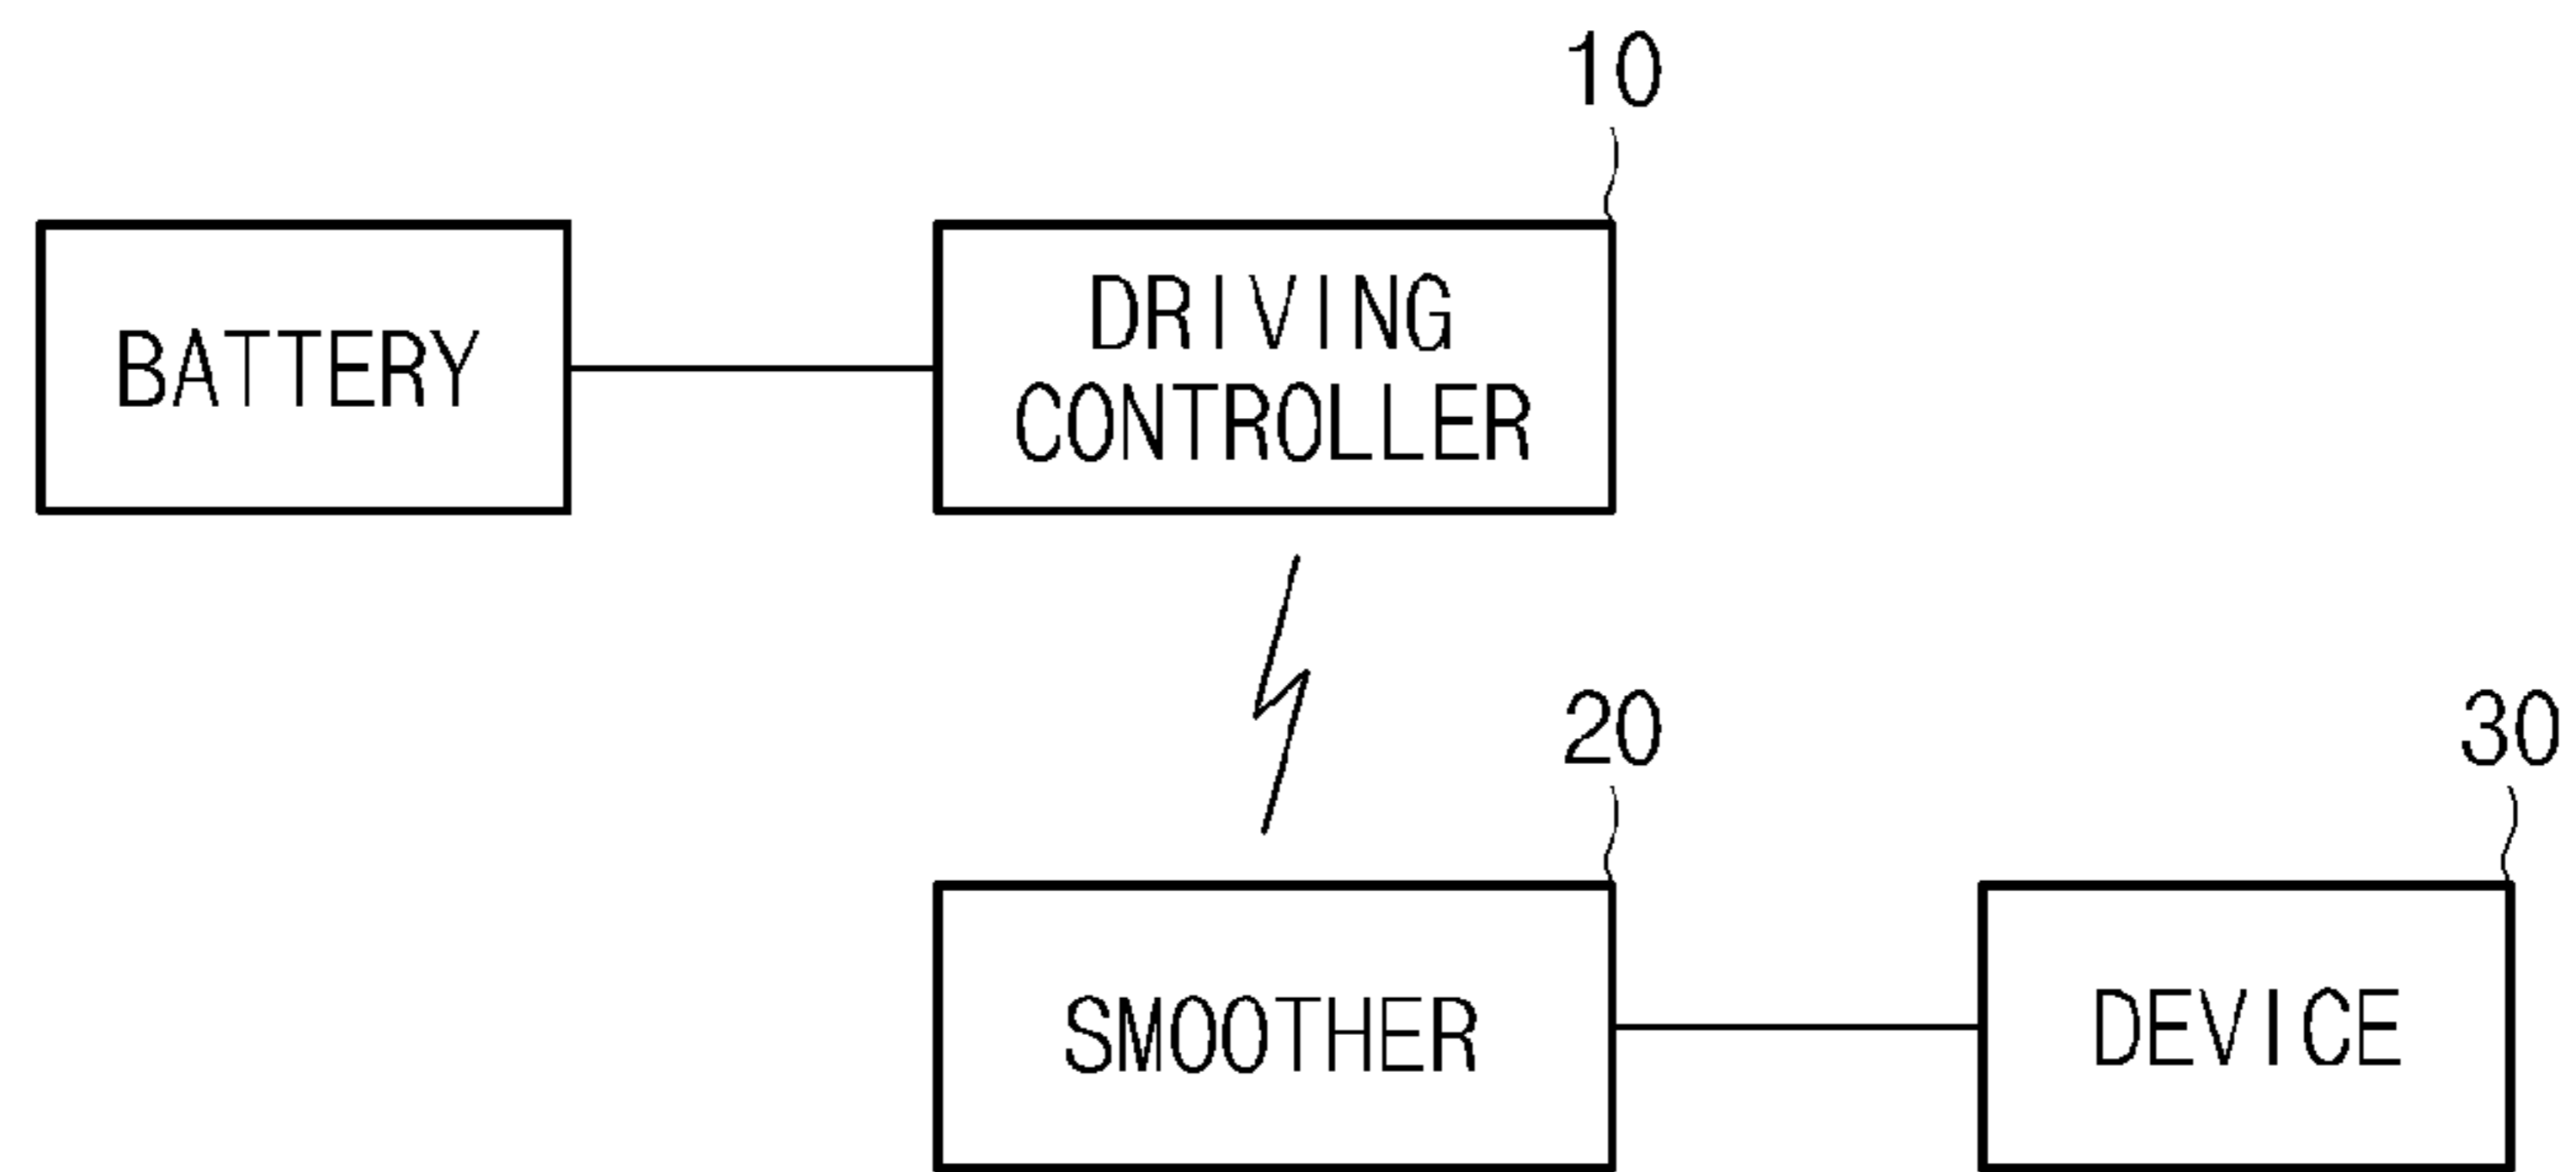 10
BATTERY
DRIVING
CONTROLLER
20
30
SMOOTHER
DEVICE